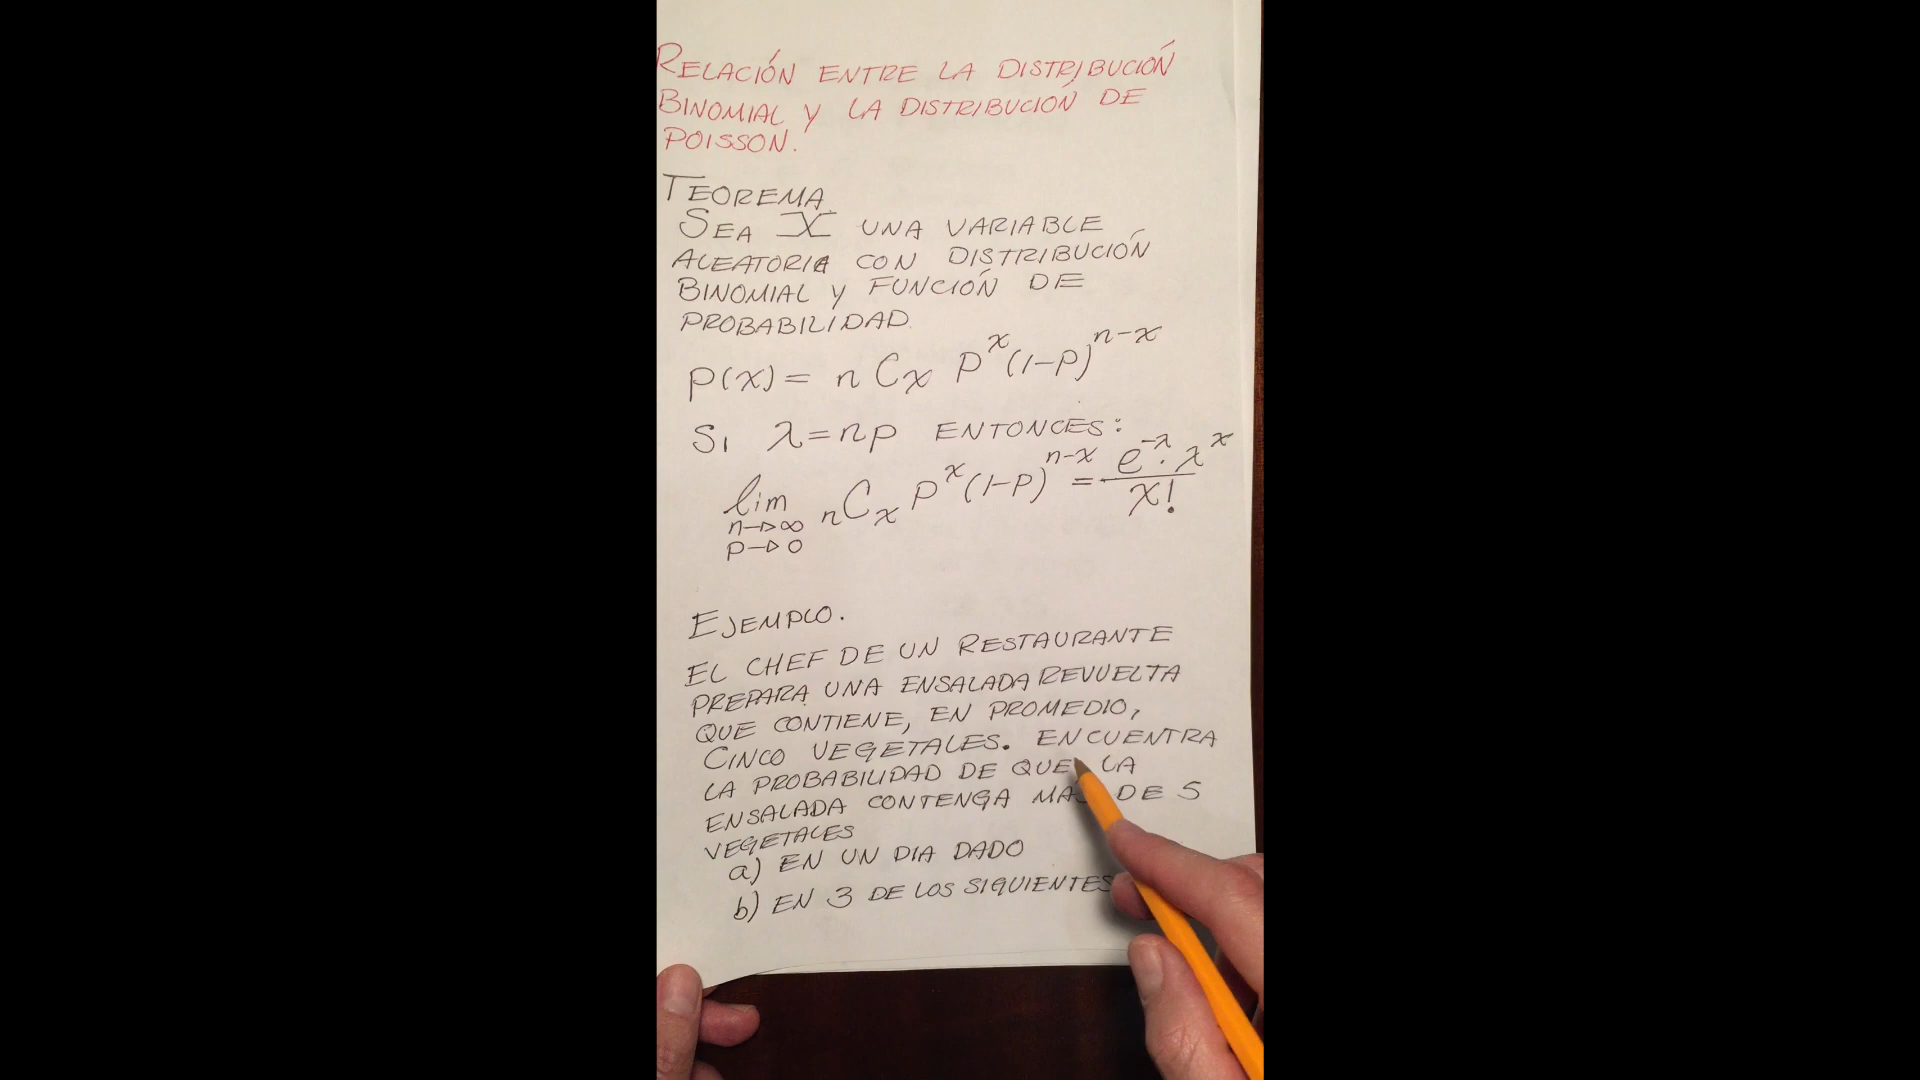 RELACIÓN ENTRE LA DISTRIBUCIÓN
BINOMIAL Y LA DISTRIBUCIÓN DE
POISSON.
TEOREMA.
SEA X UNA VARIABLE
ALEATORIA CON DISTRIBUCIÓN
BINOMIAL Y FUNCIÓN DE
PROBABILIDAD.
p(x) = nCx p^x (1-p)^{n-x}
SI λ = np ENTONCES:
lim nCx p^x (1-p)^{n-x} = e^{-λ} · λ^x / x!
n→∞
p→0
EJEMPLO.
EL CHEF DE UN RESTAURANTE
PREPARA UNA ENSALADA REVUELTA
QUE CONTIENE, EN PROMEDIO,
CINCO VEGETALES. ENCUENTRA
LA PROBABILIDAD DE QUE LA
ENSALADA CONTENGA MAS DE 5
VEGETALES
a) EN UN DIA DADO
b) EN 3 DE LOS SIGUIENTES